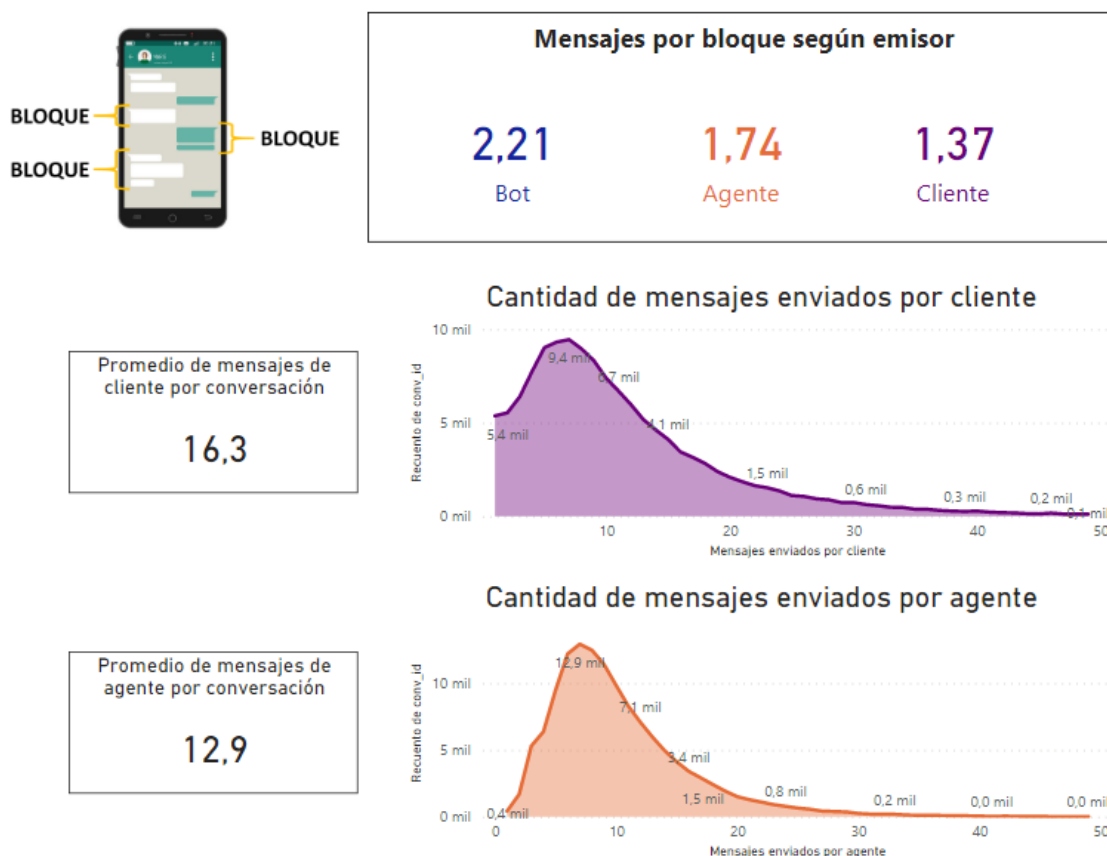 BLOQUE
BLOQUE
BLOQUE
Mensajes por bloque según emisor
2,21
1,74
1,37
Bot
Agente
Cliente
Cantidad de mensajes enviados por cliente
Promedio de mensajes de
cliente por conversación
16,3
Recuento de conv_id
10 mil
5 mil
0 mil
5,4 mil
9,4 mil
6,7 mil
4,1 mil
1,5 mil
0,6 mil
0,3 mil
0,2 mil
0,1 mil
10
20
30
40
50
Mensajes enviados por cliente
Cantidad de mensajes enviados por agente
Promedio de mensajes de
agente por conversación
12,9
Recuento de conv_id
10 mil
5 mil
0 mil
0,4 mil
12,9 mil
7,1 mil
3,4 mil
1,5 mil
0,8 mil
0,2 mil
0,0 mil
0,0 mil
0
10
20
30
40
50
Mensajes enviados por agente